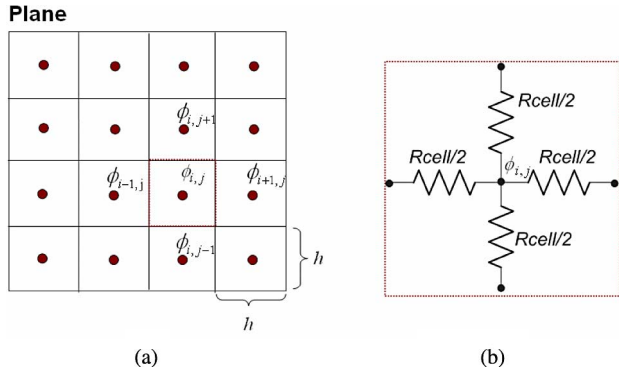 Plane
ϕi, j+1
ϕi−1,j ϕi, j ϕi+1, j
ϕi, j−1
h
h
(a)
Rcell/2
Rcell/2 ϕi, j Rcell/2
Rcell/2
(b)